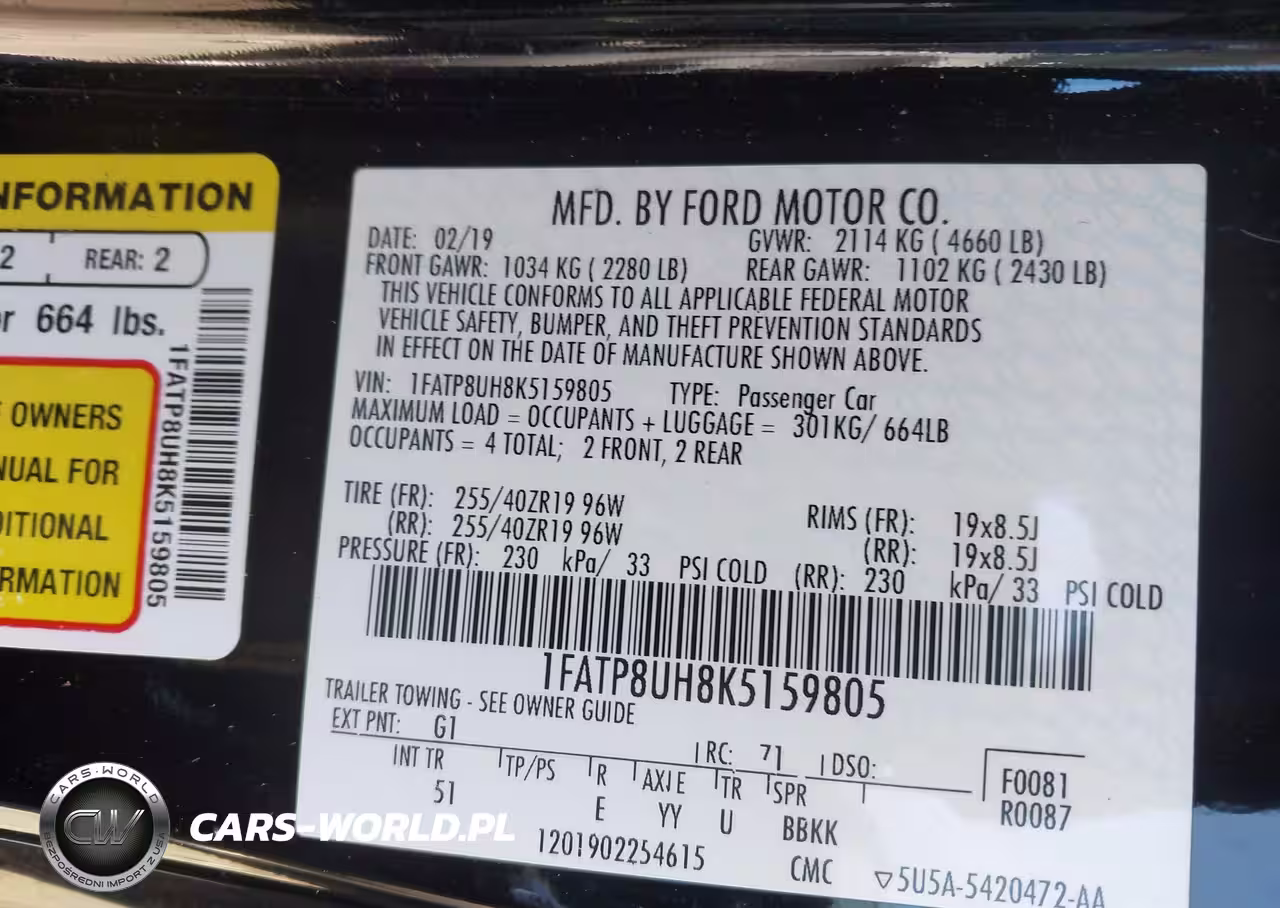 NFORMATION
2 REAR: 2
r 664 lbs.
OWNERS
NUAL FOR
DITIONAL
RMATION
1FATP8UH8K5159805
MFD. BY FORD MOTOR CO.
DATE: 02/19 GVWR: 2114 KG ( 4660 LB)
FRONT GAWR: 1034 KG ( 2280 LB) REAR GAWR: 1102 KG ( 2430 LB)
THIS VEHICLE CONFORMS TO ALL APPLICABLE FEDERAL MOTOR
VEHICLE SAFETY, BUMPER, AND THEFT PREVENTION STANDARDS
IN EFFECT ON THE DATE OF MANUFACTURE SHOWN ABOVE.
VIN: 1FATP8UH8K5159805 TYPE: Passenger Car
MAXIMUM LOAD = OCCUPANTS + LUGGAGE = 301KG/ 664LB
OCCUPANTS = 4 TOTAL; 2 FRONT, 2 REAR
TIRE (FR): 255/40ZR19 96W RIMS (FR): 19x8.5J
(RR): 255/40ZR19 96W (RR): 19x8.5J
PRESSURE (FR): 230 kPa/ 33 PSI COLD (RR): 230 kPa/ 33 PSI COLD
1FATP8UH8K5159805
TRAILER TOWING - SEE OWNER GUIDE
EXT PNT: G1 RC: 71 DSO:
INT TR TP/PS R AXLE TR SPR F0081
51 E YY U BBKK R0087
1201902254615 CMC ▽5U5A-5420472-AA
CARS-WORLD
CW
BEZPOŚREDNI IMPORT Z USA
CARS-WORLD.PL